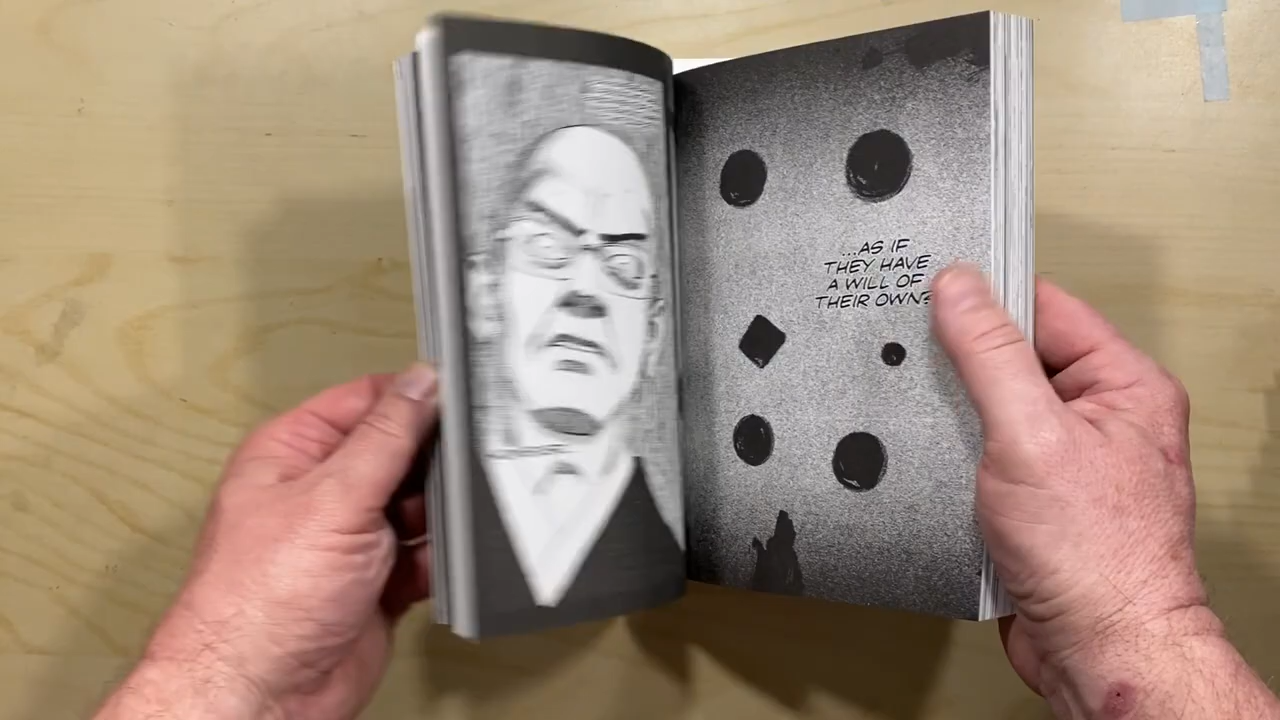 ...AS IF
THEY HAVE
A WILL OF
THEIR OWN?